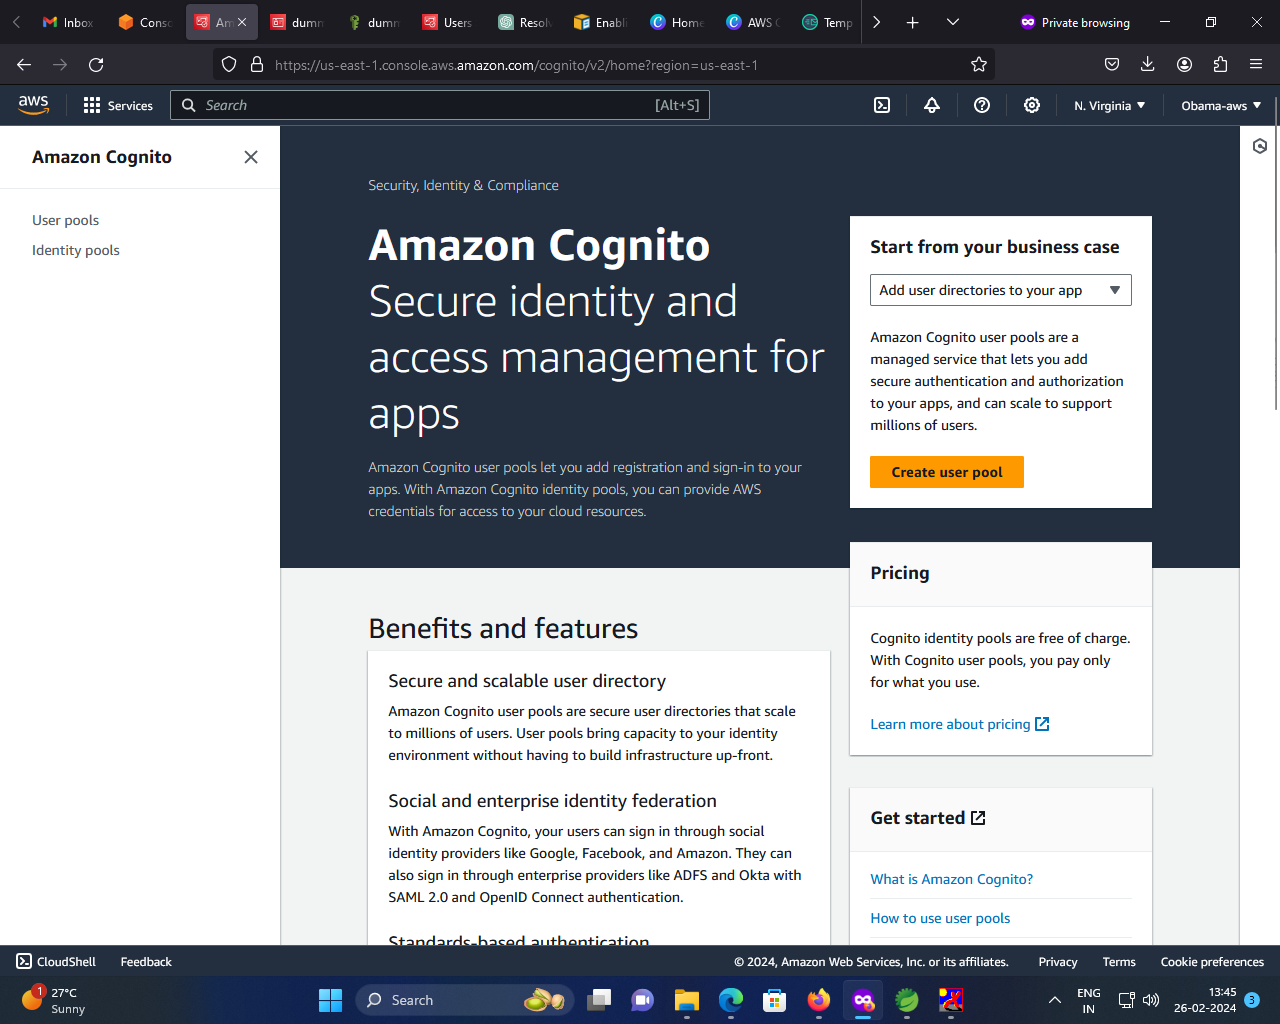 Inbox
Conso
Am
dumm
dumm
Users
Resolv
Enabli
Home
AWS C
Temp
Private browsing
https://us-east-1.console.aws.amazon.com/cognito/v2/home?region=us-east-1
aws
Services
Search
[Alt+S]
N. Virginia
Obama-aws
Amazon Cognito
User pools
Identity pools
Security, Identity & Compliance
Amazon Cognito
Secure identity and
access management for
apps
Amazon Cognito user pools let you add registration and sign-in to your
apps. With Amazon Cognito identity pools, you can provide AWS
credentials for access to your cloud resources.
Start from your business case
Add user directories to your app
Amazon Cognito user pools are a
managed service that lets you add
secure authentication and authorization
to your apps, and can scale to support
millions of users.
Create user pool
Pricing
Cognito identity pools are free of charge.
With Cognito user pools, you pay only
for what you use.
Learn more about pricing
Benefits and features
Secure and scalable user directory
Amazon Cognito user pools are secure user directories that scale
to millions of users. User pools bring capacity to your identity
environment without having to build infrastructure up-front.
Social and enterprise identity federation
With Amazon Cognito, your users can sign in through social
identity providers like Google, Facebook, and Amazon. They can
also sign in through enterprise providers like ADFS and Okta with
SAML 2.0 and OpenID Connect authentication.
Standards-based authentication
Get started
What is Amazon Cognito?
How to use user pools
CloudShell
Feedback
© 2024, Amazon Web Services, Inc. or its affiliates.
Privacy
Terms
Cookie preferences
1
27°C
Sunny
Search
ENG
IN
13:45
26-02-2024
3